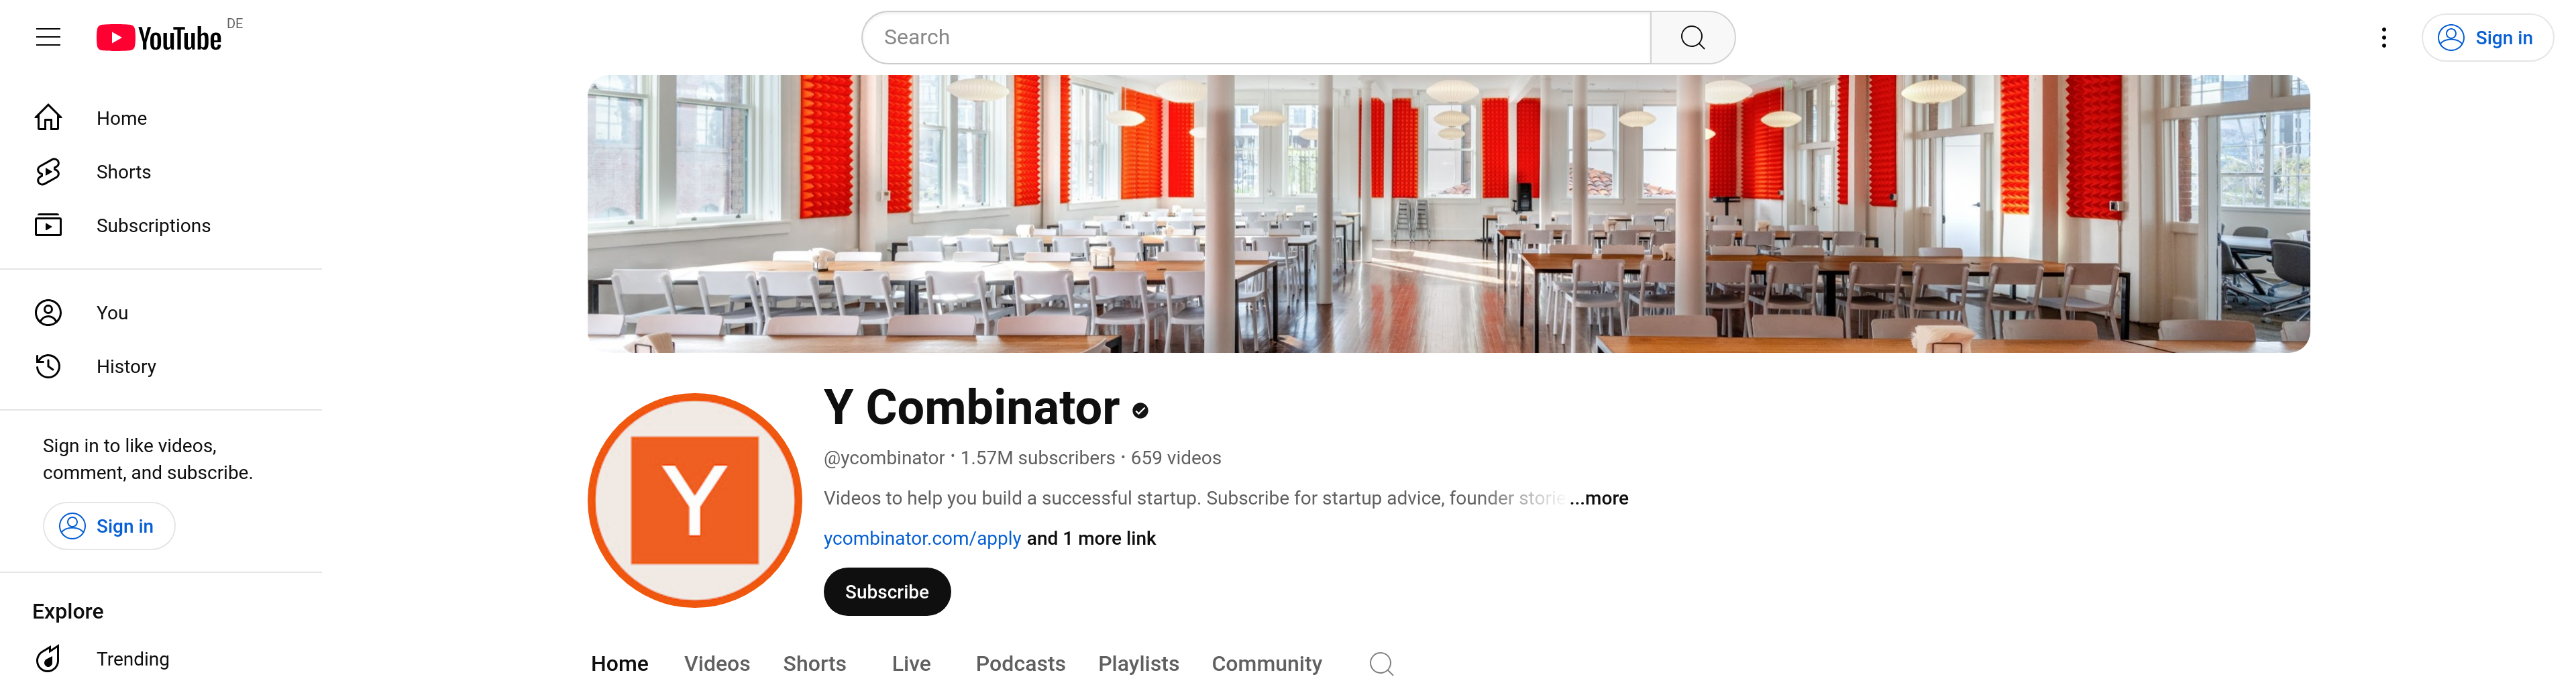 YouTube DE
Search
Sign in
Home
Shorts
Subscriptions
You
History
Sign in to like videos,
comment, and subscribe.
Sign in
Explore
Trending
Y
Y Combinator
@ycombinator • 1.57M subscribers • 659 videos
Videos to help you build a successful startup. Subscribe for startup advice, founder storie ...more
ycombinator.com/apply and 1 more link
Subscribe
Home Videos Shorts Live Podcasts Playlists Community